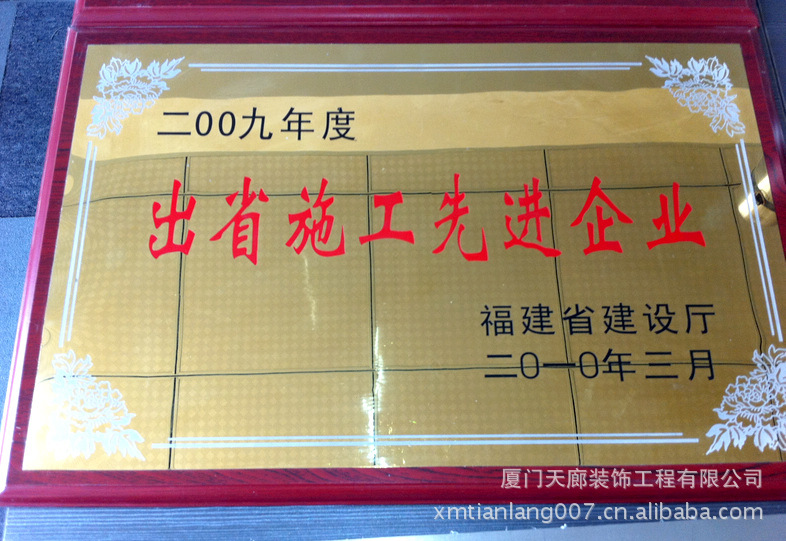 二00九年度
出省施工先进企业
福建省建设厅
二0一0年三月
厦门天廊装饰工程有限公司
xmtianlang007.cn.alibaba.com